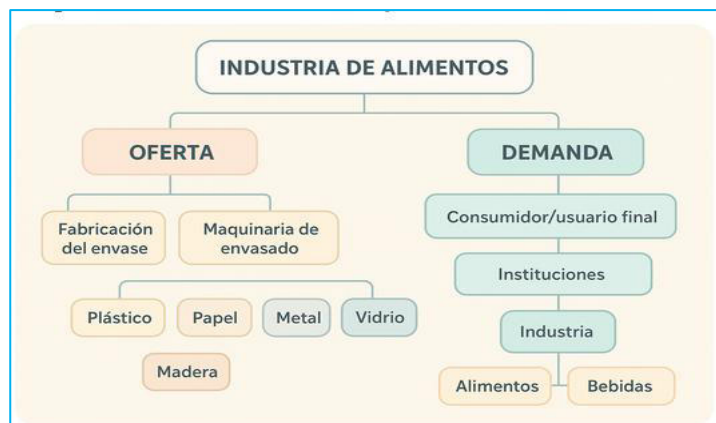 INDUSTRIA DE ALIMENTOS
OFERTA
DEMANDA
Fabricación
del envase
Maquinaria de
envasado
Consumidor/usuario final
Instituciones
Plástico
Papel
Metal
Vidrio
Industria
Madera
Alimentos
Bebidas